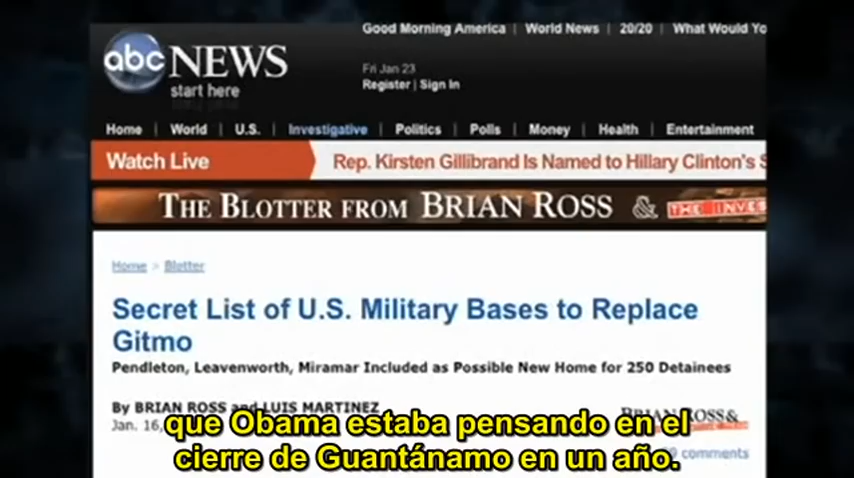 Good Morning America | World News | 20/20 | What Would Yo
abc NEWS
start here
Fri Jan 23
Register | Sign In
Home | World | U.S. | Investigative | Politics | Polls | Money | Health | Entertainment
Watch Live
Rep. Kirsten Gillibrand Is Named to Hillary Clinton's S
THE BLOTTER FROM BRIAN ROSS & THE INVES
Home > Blotter
Secret List of U.S. Military Bases to Replace
Gitmo
Pendleton, Leavenworth, Miramar Included as Possible New Home for 250 Detainees
By BRIAN ROSS and LUIS MARTINEZ
BRIAN ROSS &
Jan. 16,
comments
que Obama estaba pensando en el
cierre de Guantánamo en un año.